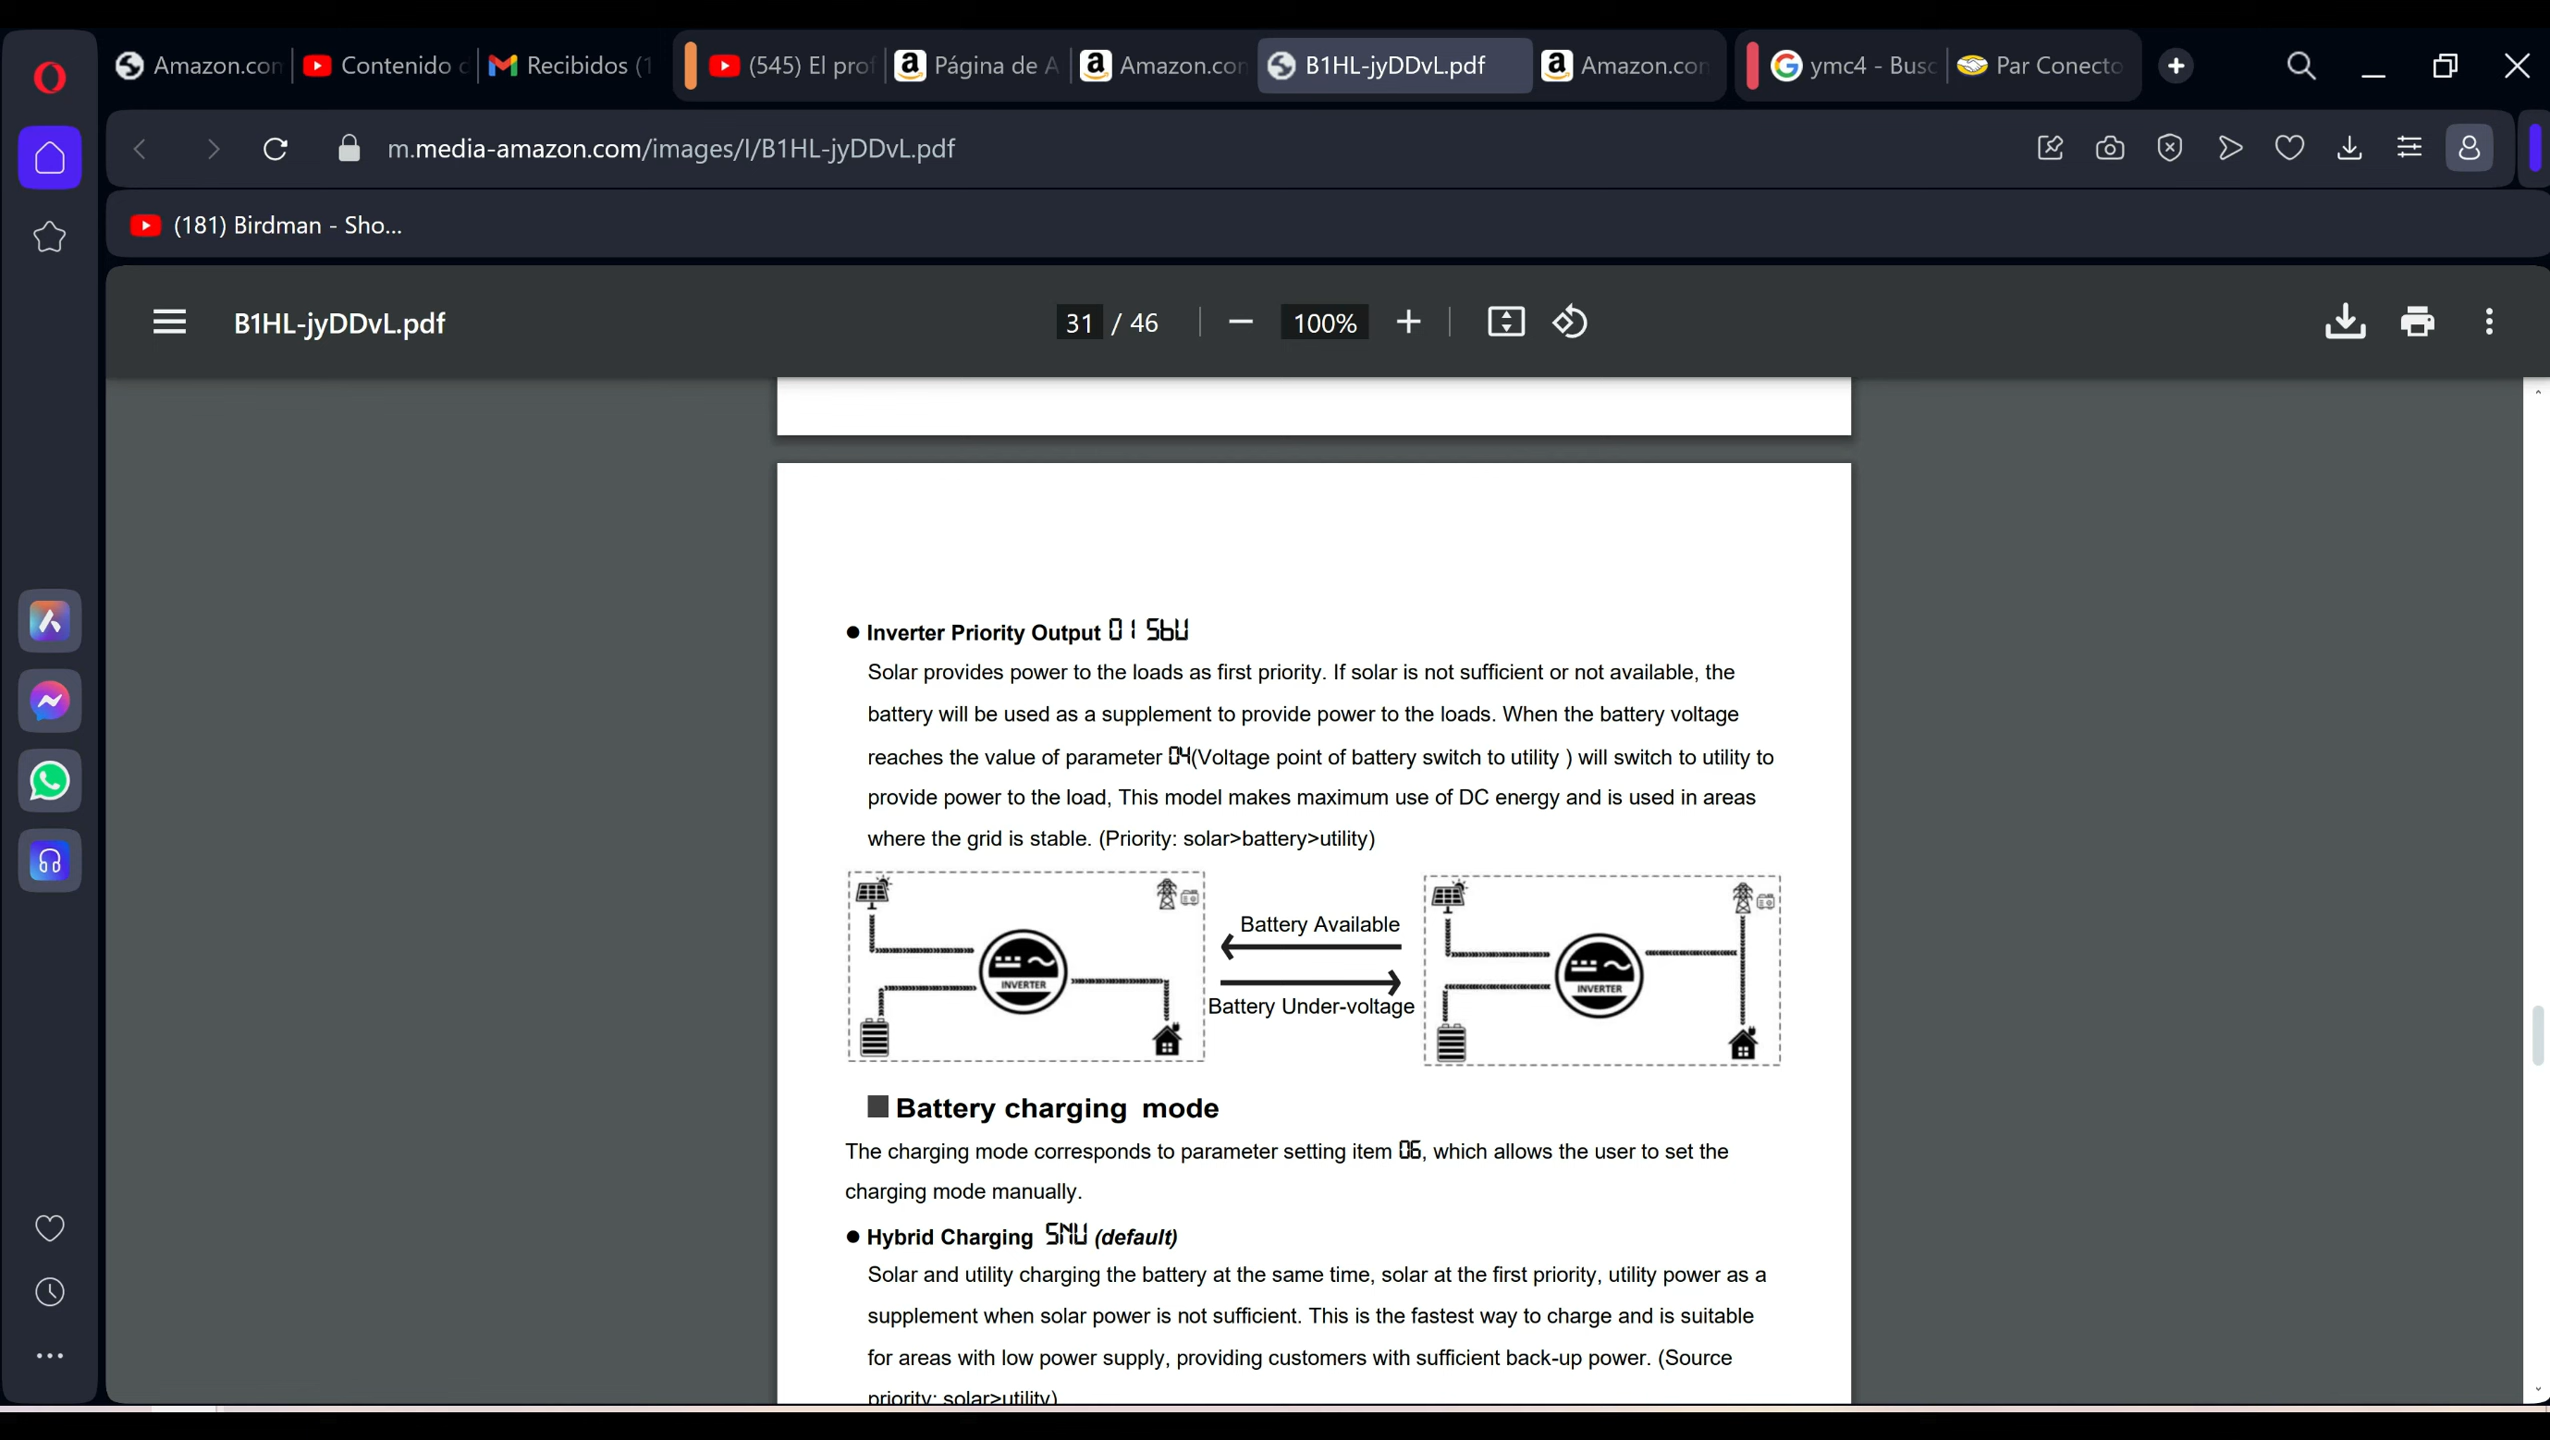 Amazon.con
Contenido d
Recibidos (1
(545) El prof
Página de A
Amazon.con
B1HL-jyDDvL.pdf
Amazon.con
ymc4 - Busc
Par Conecto
m.media-amazon.com/images/I/B1HL-jyDDvL.pdf
(181) Birdman - Sho...
B1HL-jyDDvL.pdf
31 / 46
100%
● Inverter Priority Output 01 SbU
Solar provides power to the loads as first priority. If solar is not sufficient or not available, the
battery will be used as a supplement to provide power to the loads. When the battery voltage
reaches the value of parameter 04(Voltage point of battery switch to utility ) will switch to utility to
provide power to the load, This model makes maximum use of DC energy and is used in areas
where the grid is stable. (Priority: solar>battery>utility)
INVERTER
Battery Available
Battery Under-voltage
INVERTER
■ Battery charging mode
The charging mode corresponds to parameter setting item 06, which allows the user to set the
charging mode manually.
● Hybrid Charging SNU (default)
Solar and utility charging the battery at the same time, solar at the first priority, utility power as a
supplement when solar power is not sufficient. This is the fastest way to charge and is suitable
for areas with low power supply, providing customers with sufficient back-up power. (Source
priority: solar>utility)